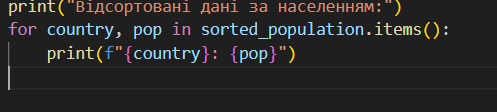 print("Відсортовані дані за населенням:")
for country, pop in sorted_population.items():
    print(f"{country}: {pop}")